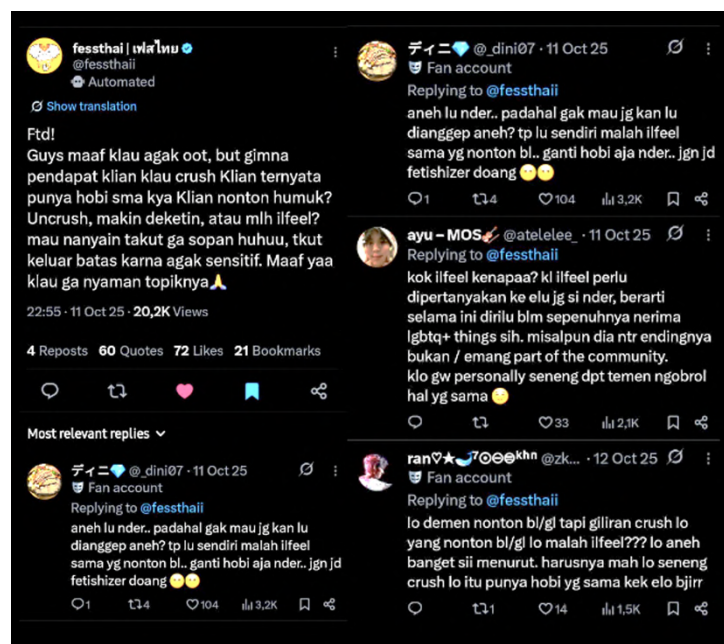 fessthai | เฟสไทย
@fessthaii
Automated
Show translation
Ftd!
Guys maaf klau agak oot, but gimna
pendapat klian klau crush Klian ternyata
punya hobi sma kya Klian nonton humuk?
Uncrush, makin deketin, atau mlh ilfeel?
mau nanyain takut ga sopan huhuu, tkut
keluar batas karna agak sensitif. Maaf yaa
klau ga nyaman topiknya🙏
22:55 · 11 Oct 25 · 20,2K Views
4 Reposts 60 Quotes 72 Likes 21 Bookmarks
Most relevant replies
ディニ💎 @_dini07 · 11 Oct 25
Fan account
Replying to @fessthaii
aneh lu nder.. padahal gak mau jg kan lu
dianggep aneh? tp lu sendiri malah ilfeel
sama yg nonton bl.. ganti hobi aja nder.. jgn jd
fetishizer doang 😶😶
1 4 104 3,2K
ディニ💎 @_dini07 · 11 Oct 25
Fan account
Replying to @fessthaii
aneh lu nder.. padahal gak mau jg kan lu
dianggep aneh? tp lu sendiri malah ilfeel
sama yg nonton bl.. ganti hobi aja nder.. jgn jd
fetishizer doang 😶😶
1 4 104 3,2K
ayu – MOS🎻 @atelelee_ · 11 Oct 25
Replying to @fessthaii
kok ilfeel kenapaa? kl ilfeel perlu
dipertanyakan ke elu jg si nder, berarti
selama ini dirilu blm sepenuhnya nerima
lgbtq+ things sih. misalpun dia ntr endingnya
bukan / emang part of the community.
klo gw personally seneng dpt temen ngobrol
hal yg sama 😶
33 2,1K
ran♡★ @zk... · 12 Oct 25
Fan account
Replying to @fessthaii
lo demen nonton bl/gl tapi giliran crush lo
yang nonton bl/gl lo malah ilfeel??? lo aneh
banget sii menurut. harusnya mah lo seneng
crush lo itu punya hobi yg sama kek elo bjirr
1 14 1,5K